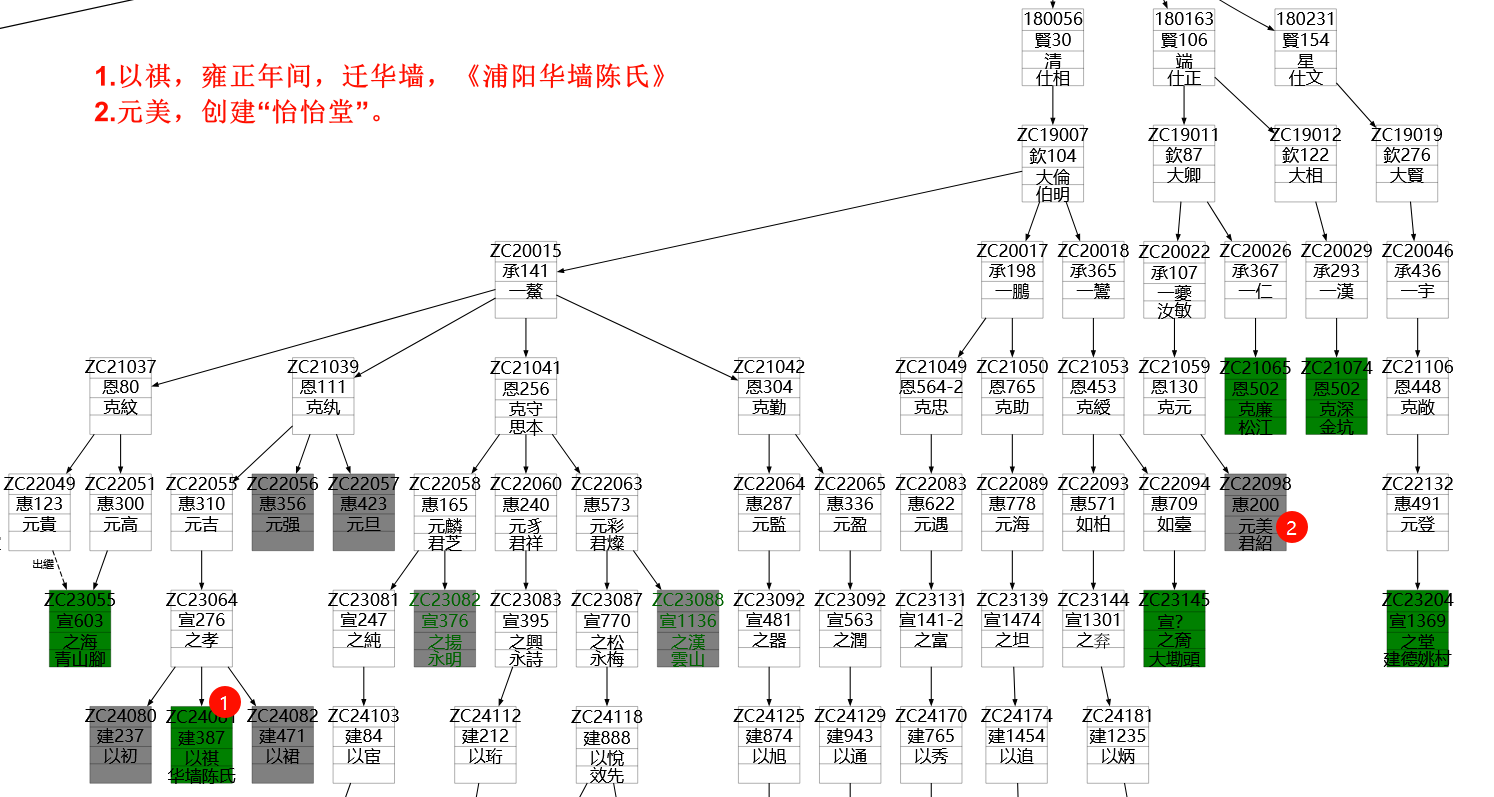 180056
賢30
清
仕相
180163
賢106
端
仕正
180231
賢154
星
仕文
1.以祺，雍正年间，迁华墙，《浦阳华墙陈氏》
2.元美，创建“怡怡堂”。
ZC19007
欽104
大倫
伯明
ZC19011
欽87
大卿
ZC19012
欽122
大相
ZC19019
欽276
大賢
ZC20015
承141
一鰲
ZC20017
承198
一鵬
ZC20018
承365
一鸞
ZC20022
承107
一夔
汝敏
ZC20026
承367
一仁
ZC20029
承293
一漢
ZC20046
承436
一宇
ZC21037
恩80
克紋
ZC21039
恩111
克纨
ZC21041
恩256
克守
思本
ZC21042
恩304
克勤
ZC21049
恩564-2
克忠
ZC21050
恩765
克助
ZC21053
恩453
克綬
ZC21059
恩130
克元
ZC21065
恩502
克廉
松江
ZC21074
恩502
克深
金坑
ZC21106
恩448
克敞
ZC22049
惠123
元貴
ZC22051
惠300
元高
ZC22055
惠310
元吉
ZC22056
惠356
元强
ZC22057
惠423
元旦
ZC22058
惠165
元麟
君芝
ZC22060
惠240
元豸
君祥
ZC22063
惠573
元彩
君燦
ZC22064
惠287
元監
ZC22065
惠336
元盈
ZC22083
惠622
元遇
ZC22089
惠778
元海
ZC22093
惠571
如柏
ZC22094
惠709
如臺
ZC22098
惠200
元美
君紹
2
ZC22132
惠491
元登
出繼
ZC23055
宣603
之海
青山腳
ZC23064
宣276
之孝
ZC23081
宣247
之純
ZC23082
宣376
之揚
永明
ZC23083
宣395
之興
永詩
ZC23087
宣770
之松
永梅
ZC23088
宣1136
之漢
雲山
ZC23092
宣481
之器
ZC23092
宣563
之潤
ZC23131
宣141-2
之富
ZC23139
宣1474
之坦
ZC23144
宣1301
之弃
ZC23145
宣?
之奝
大墈頭
ZC23204
宣1369
之堂
建德姚村
1
ZC24080
建237
以初
建387
以祺
华墙陈氏
ZC24082
建471
以裙
ZC24103
建84
以宦
ZC24112
建212
以珩
ZC24118
建888
以悅
效先
ZC24125
建874
以旭
ZC24129
建943
以通
ZC24170
建765
以秀
ZC24174
建1454
以追
ZC24181
建1235
以炳